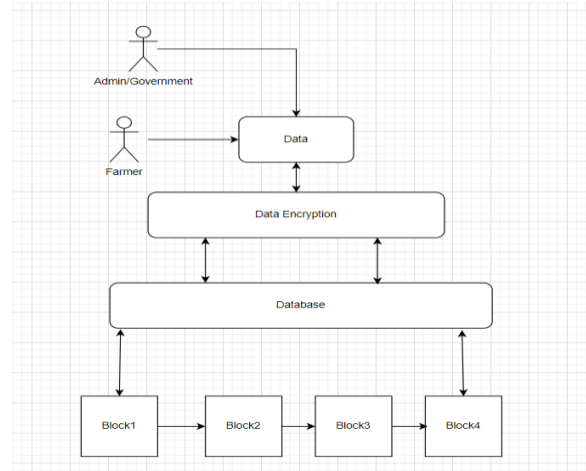 Admin/Government
Data
Farmer
Data Encryption
Database
Block1
Block2
Block3
Block4